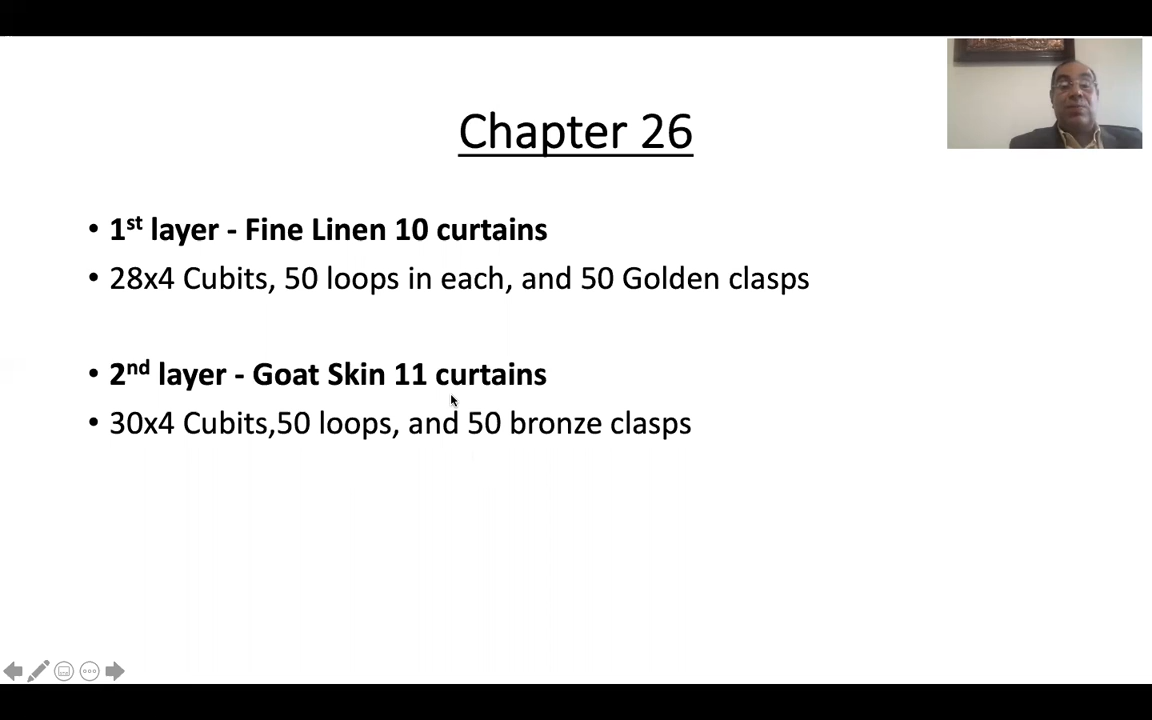 Chapter 26
• 1st layer - Fine Linen 10 curtains
• 28x4 Cubits, 50 loops in each, and 50 Golden clasps
• 2nd layer - Goat Skin 11 curtains
• 30x4 Cubits,50 loops, and 50 bronze clasps